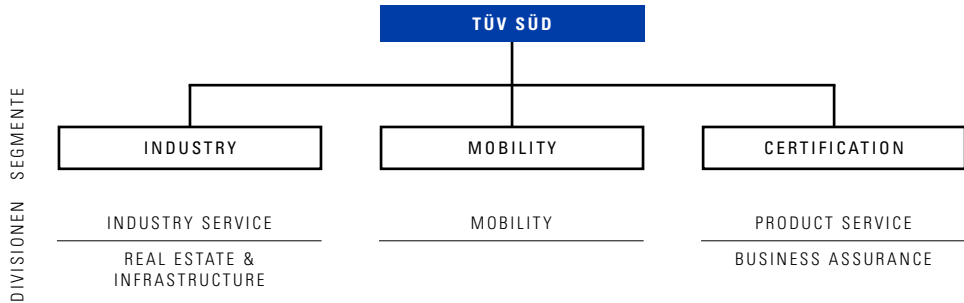 TÜV SÜD
SEGMENTE
INDUSTRY
MOBILITY
CERTIFICATION
DIVISIONEN
INDUSTRY SERVICE
MOBILITY
PRODUCT SERVICE
REAL ESTATE &
INFRASTRUCTURE
BUSINESS ASSURANCE